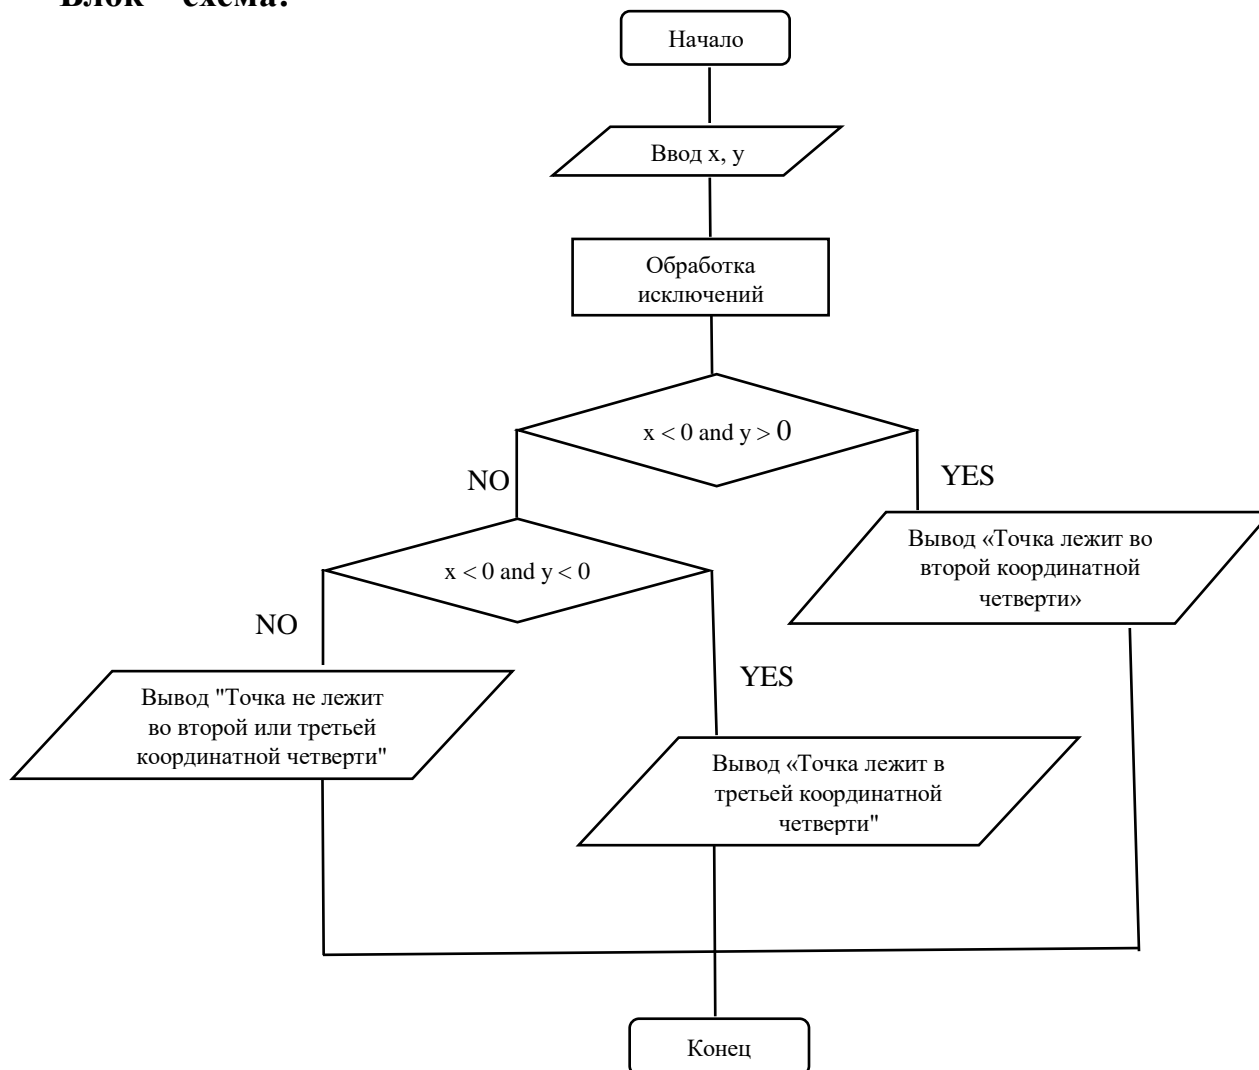 Блок – схема:
Начало
Ввод x, y
Обработка
исключений
x < 0 and y > 0
NO
YES
Вывод «Точка лежит во
второй координатной
четверти»
x < 0 and y < 0
NO
YES
Вывод "Точка не лежит
во второй или третьей
координатной четверти"
Вывод «Точка лежит в
третьей координатной
четверти"
Конец